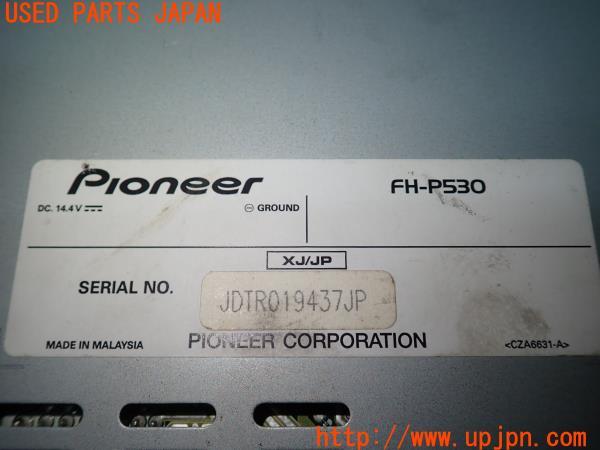 USED PARTS JAPAN
Pioneer
FH-P530
DC. 14.4 V
⊖ GROUND
XJ/JP
SERIAL NO.
JDTR019437JP
MADE IN MALAYSIA
PIONEER CORPORATION
<CZA6631-A>
http://www.upjpn.com/